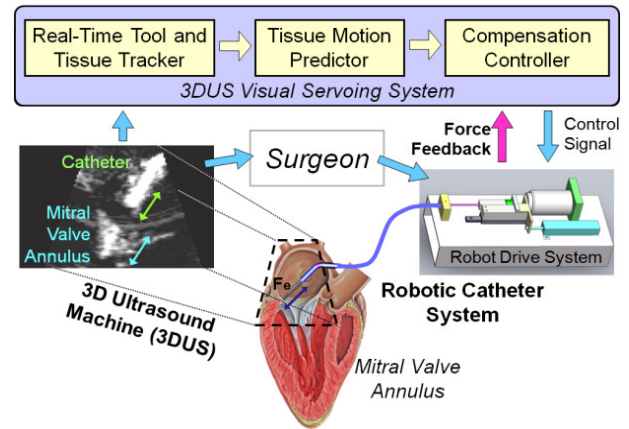 Real-Time Tool and
Tissue Tracker
Tissue Motion
Predictor
Compensation
Controller
3DUS Visual Servoing System
Force
Feedback
Control
Signal
Surgeon
Catheter
Mitral
Valve
Annulus
Robot Drive System
Fe
3D Ultrasound
Machine (3DUS)
Robotic Catheter
System
Mitral Valve
Annulus